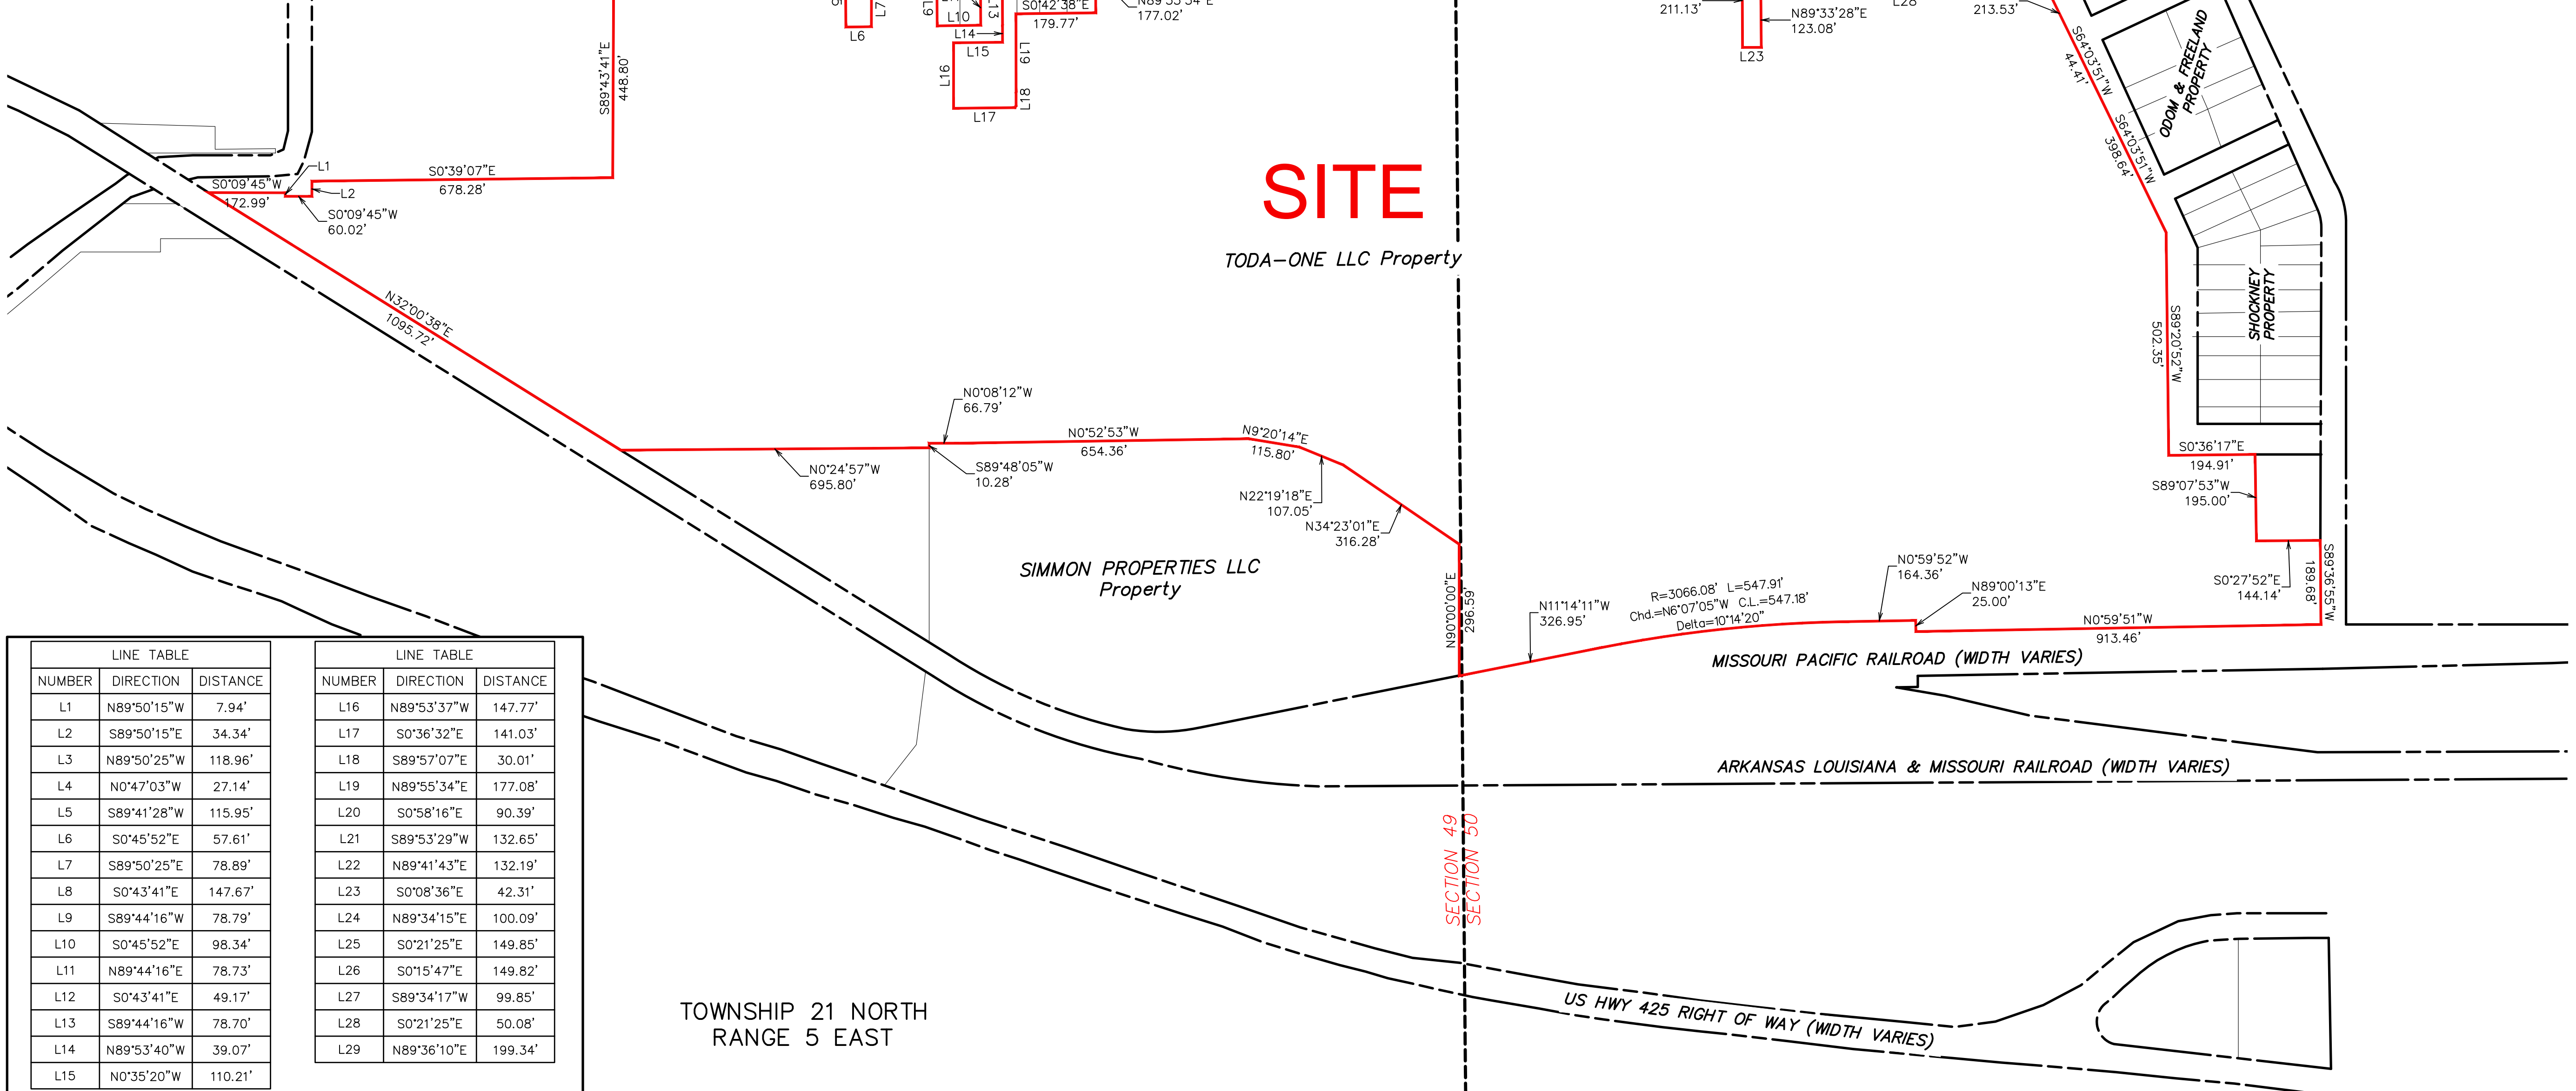 L6
L7
L9
L10
L13
L14
L15
S0°42'38"E
179.77'
N89°55'34"E
177.02'
L16
L19
L18
L17
211.13'
N89°33'28"E
123.08'
L23
L28
213.53'
S64°03'51"W
44.41'
S64°03'51"W
398.64'
ODOM & FREELAND
PROPERTY
S89°43'41"E
448.80'
L1
S0°09'45"W
172.99'
L2
S0°39'07"E
678.28'
S0°09'45"W
60.02'
SITE
TODA-ONE LLC Property
SHOCKNEY
PROPERTY
S89°20'52"W
502.35'
N32°00'38"E
1095.72'
N0°08'12"W
66.79'
N0°52'53"W
654.36'
N9°20'14"E
115.80'
N0°24'57"W
695.80'
S89°48'05"W
10.28'
N22°19'18"E
107.05'
N34°23'01"E
316.28'
S0°36'17"E
194.91'
S89°07'53"W
195.00'
S0°27'52"E
144.14'
S89°36'55"W
189.68'
SIMMON PROPERTIES LLC
Property
N90°00'00"E
296.59'
N11°14'11"W
326.95'
R=3066.08' L=547.91'
Chd.=N6°07'05"W C.L.=547.18'
Delta=10°14'20"
N0°59'52"W
164.36'
N89°00'13"E
25.00'
N0°59'51"W
913.46'
MISSOURI PACIFIC RAILROAD (WIDTH VARIES)
ARKANSAS LOUISIANA & MISSOURI RAILROAD (WIDTH VARIES)
SECTION 49
SECTION 50
US HWY 425 RIGHT OF WAY (WIDTH VARIES)
TOWNSHIP 21 NORTH
RANGE 5 EAST
LINE TABLE
NUMBER DIRECTION DISTANCE
L1 N89°50'15"W 7.94'
L2 S89°50'15"E 34.34'
L3 N89°50'25"W 118.96'
L4 N0°47'03"W 27.14'
L5 S89°41'28"W 115.95'
L6 S0°45'52"E 57.61'
L7 S89°50'25"E 78.89'
L8 S0°43'41"E 147.67'
L9 S89°44'16"W 78.79'
L10 S0°45'52"E 98.34'
L11 N89°44'16"E 78.73'
L12 S0°43'41"E 49.17'
L13 S89°44'16"W 78.70'
L14 N89°53'40"W 39.07'
L15 N0°35'20"W 110.21'
LINE TABLE
NUMBER DIRECTION DISTANCE
L16 N89°53'37"W 147.77'
L17 S0°36'32"E 141.03'
L18 S89°57'07"E 30.01'
L19 N89°55'34"E 177.08'
L20 S0°58'16"E 90.39'
L21 S89°53'29"W 132.65'
L22 N89°41'43"E 132.19'
L23 S0°08'36"E 42.31'
L24 N89°34'15"E 100.09'
L25 S0°21'25"E 149.85'
L26 S0°15'47"E 149.82'
L27 S89°34'17"W 99.85'
L28 S0°21'25"E 50.08'
L29 N89°36'10"E 199.34'